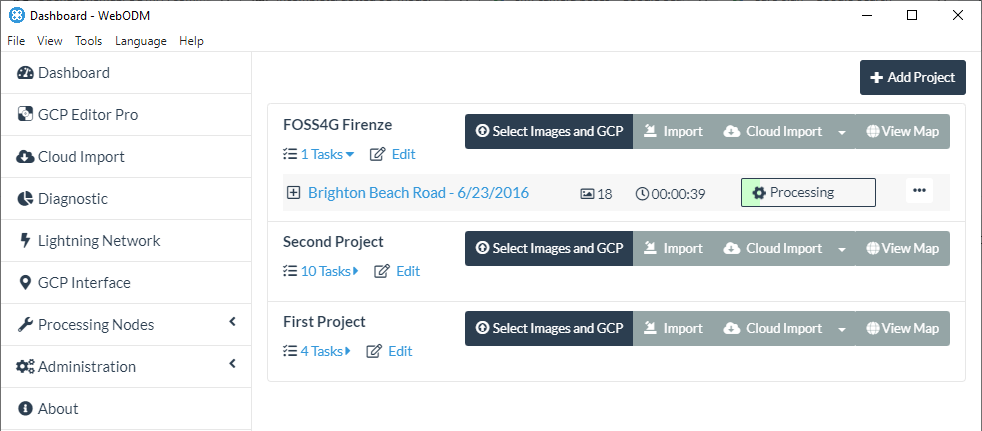 Dashboard - WebODM
File View Tools Language Help
Dashboard
GCP Editor Pro
Cloud Import
Diagnostic
Lightning Network
GCP Interface
Processing Nodes
Administration
About
Add Project
FOSS4G Firenze
Select Images and GCP Import Cloud Import View Map
1 Tasks Edit
Brighton Beach Road - 6/23/2016 18 00:00:39 Processing
Second Project
Select Images and GCP Import Cloud Import View Map
10 Tasks Edit
First Project
Select Images and GCP Import Cloud Import View Map
4 Tasks Edit